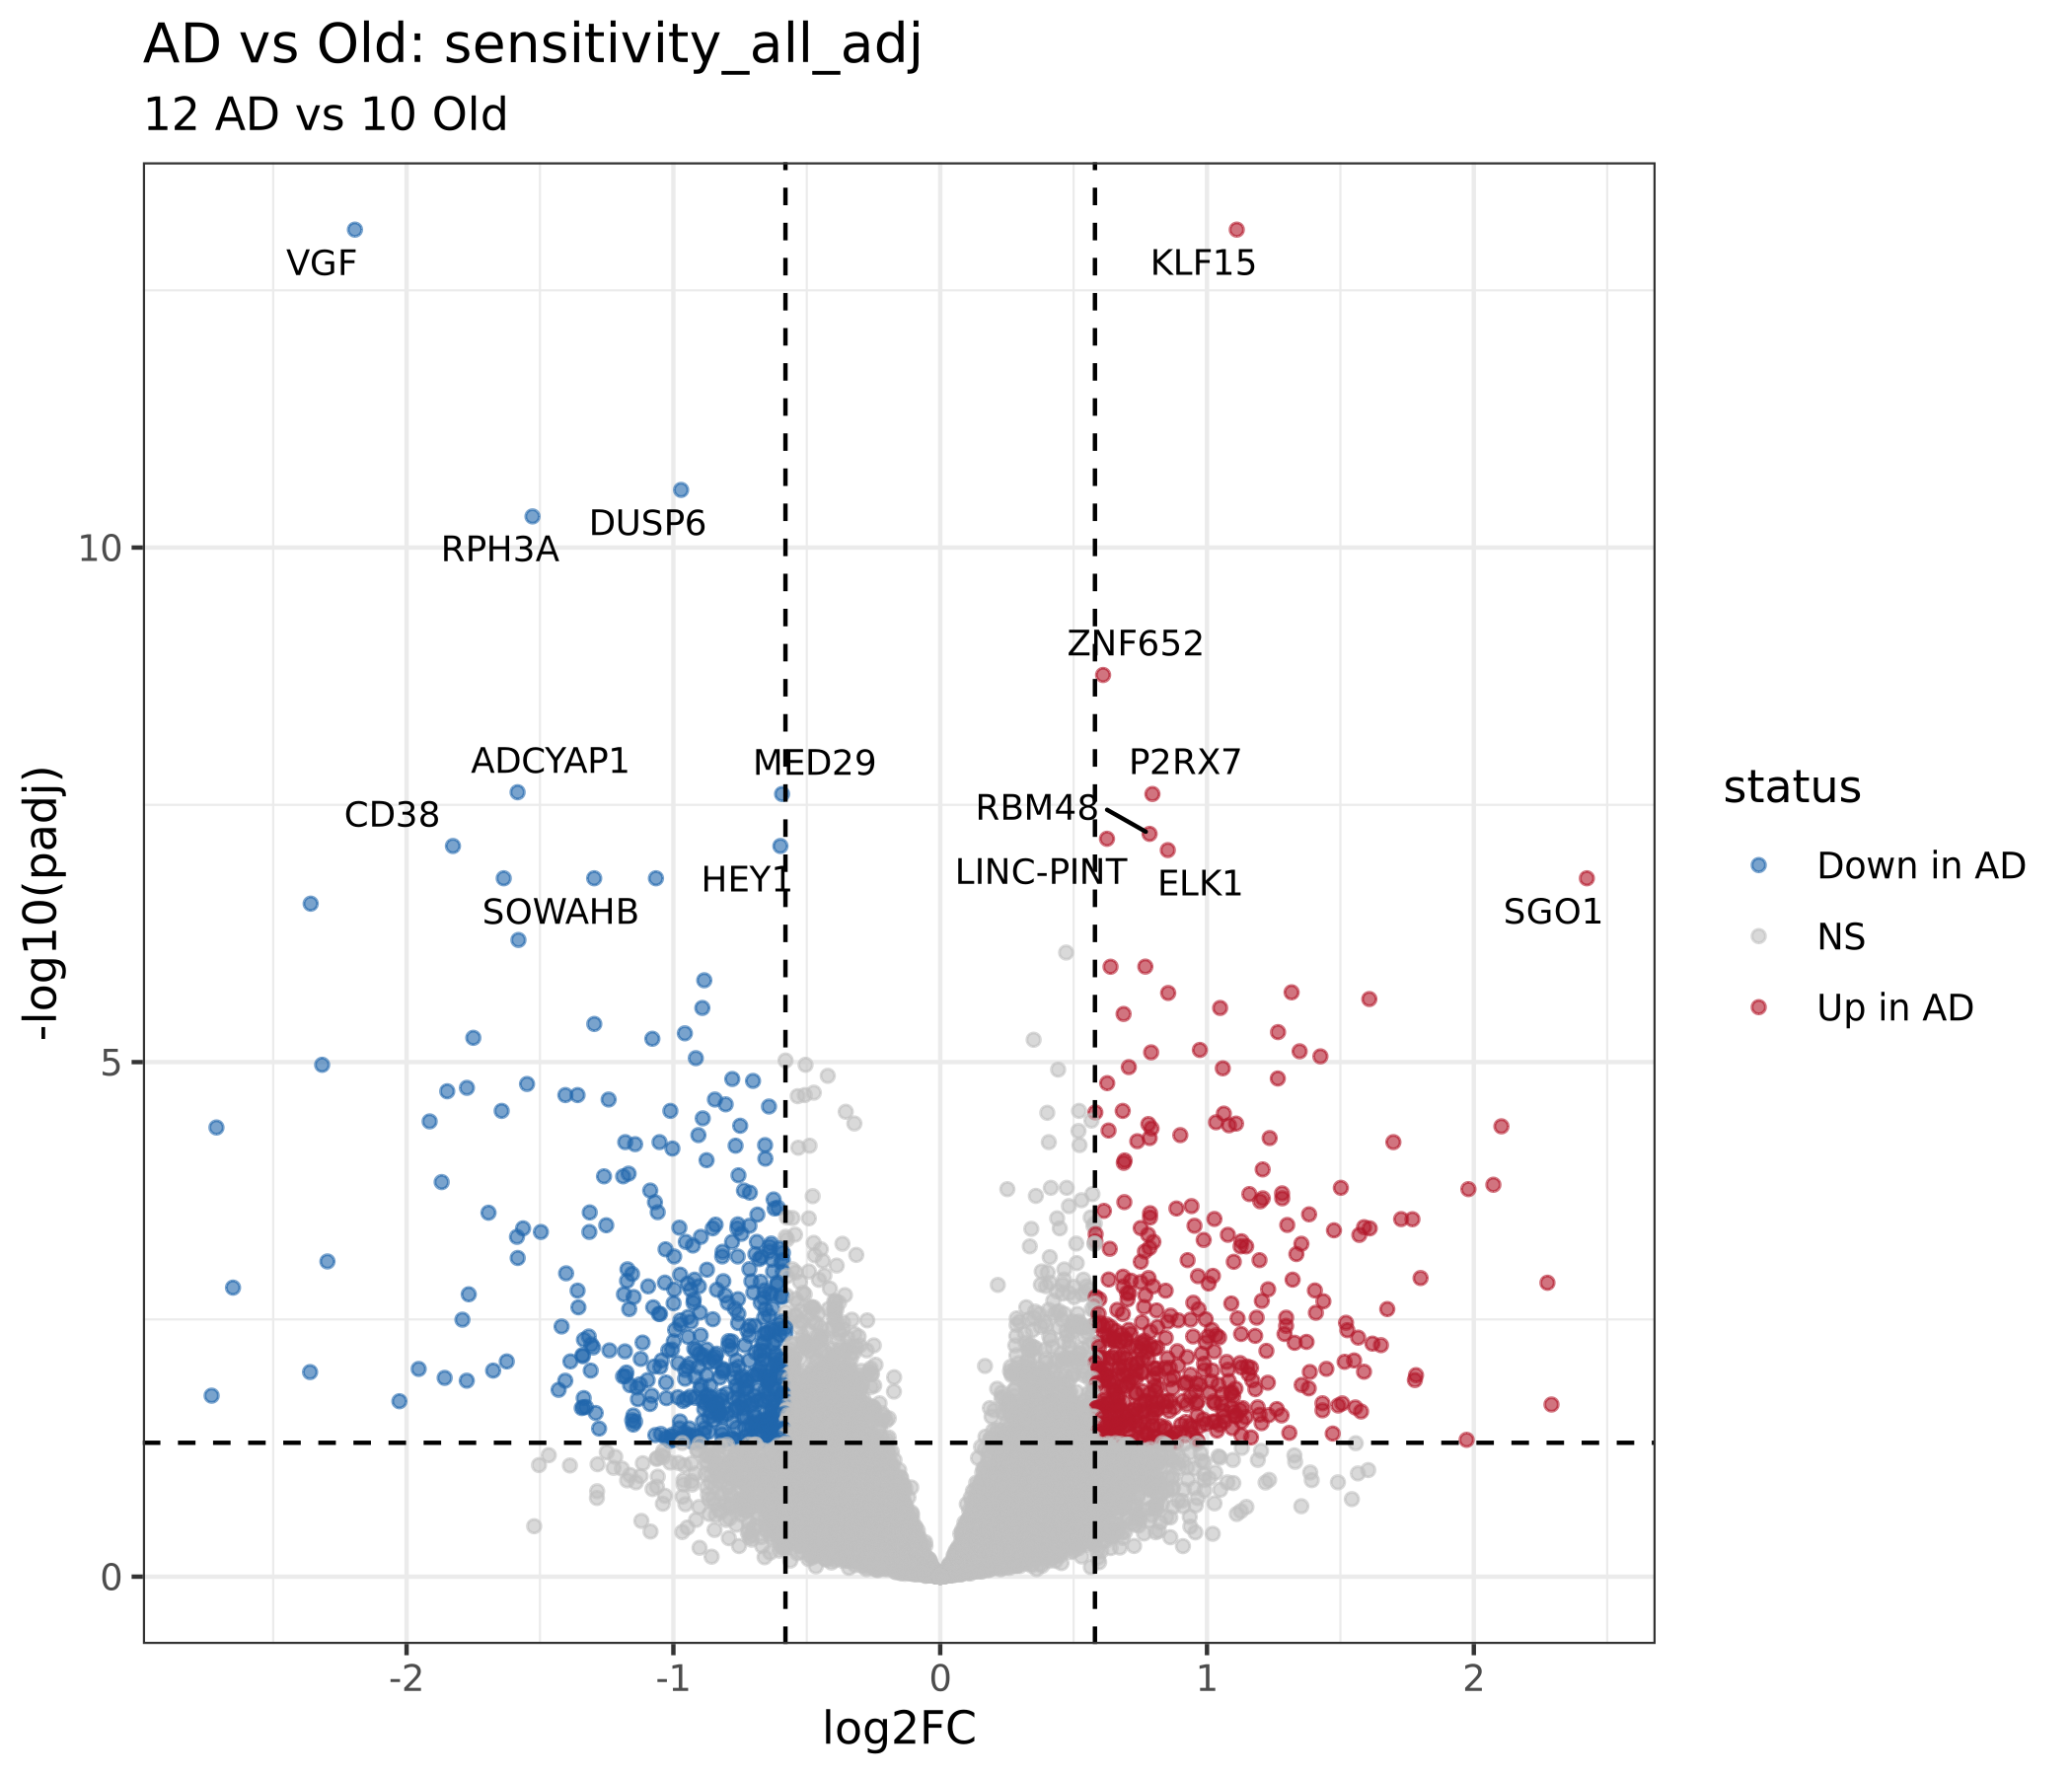 AD vs Old: sensitivity_all_adj
12 AD vs 10 Old
VGF
KLF15
DUSP6
RPH3A
ZNF652
ADCYAP1
MED29
P2RX7
CD38
RBM48
HEY1
LINC-PINT
ELK1
SOWAHB
SGO1
10
5
0
-log10(padj)
-2
-1
0
1
2
log2FC
status
Down in AD
NS
Up in AD